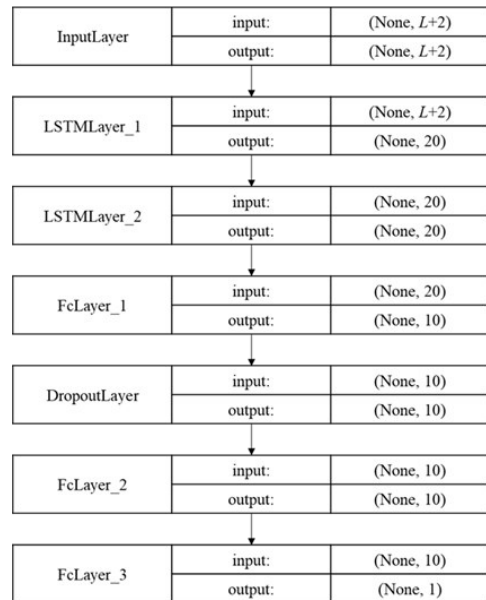 InputLayer
input: (None, L+2)
output: (None, L+2)
LSTMLayer_1
input: (None, L+2)
output: (None, 20)
LSTMLayer_2
input: (None, 20)
output: (None, 20)
FcLayer_1
input: (None, 20)
output: (None, 10)
DropoutLayer
input: (None, 10)
output: (None, 10)
FcLayer_2
input: (None, 10)
output: (None, 10)
FcLayer_3
input: (None, 10)
output: (None, 1)